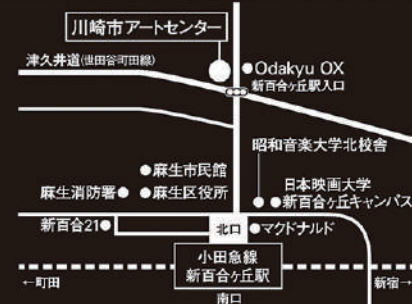 川崎市アートセンター
津久井道(世田谷町田線)
●Odakyu OX
新百合ヶ丘駅入口
昭和音楽大学北校舎
●麻生市民館
日本映画大学
麻生消防署●
●麻生区役所
●新百合ヶ丘キャンパス
新百合21●
北口
●マクドナルド
小田急線
新百合ヶ丘駅
←町田
新宿→
南口